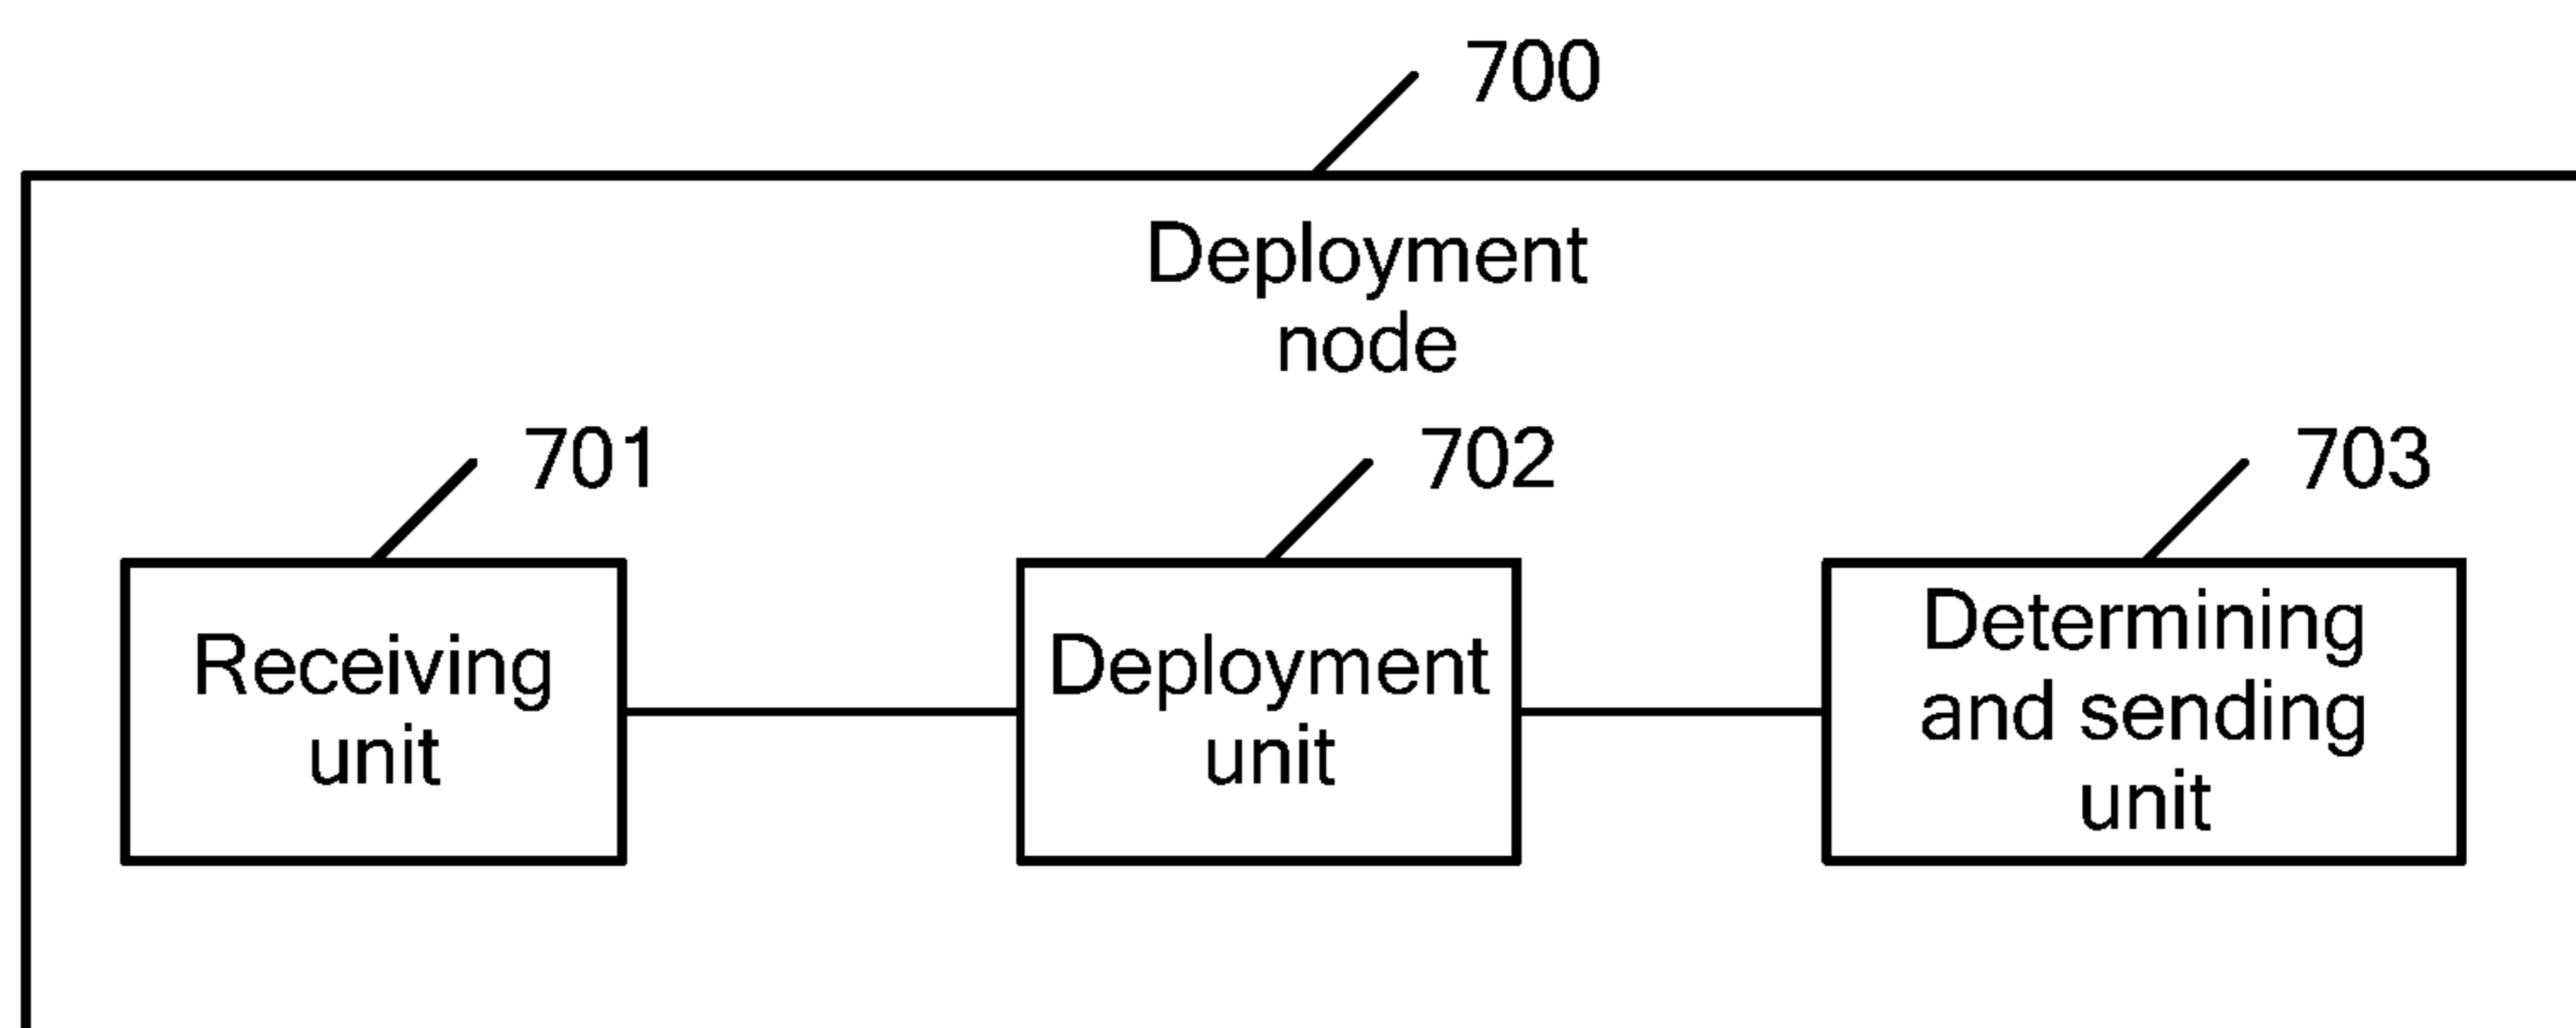 700
Deployment
node
701
702
703
Receiving
unit
Deployment
unit
Determining
and sending
unit